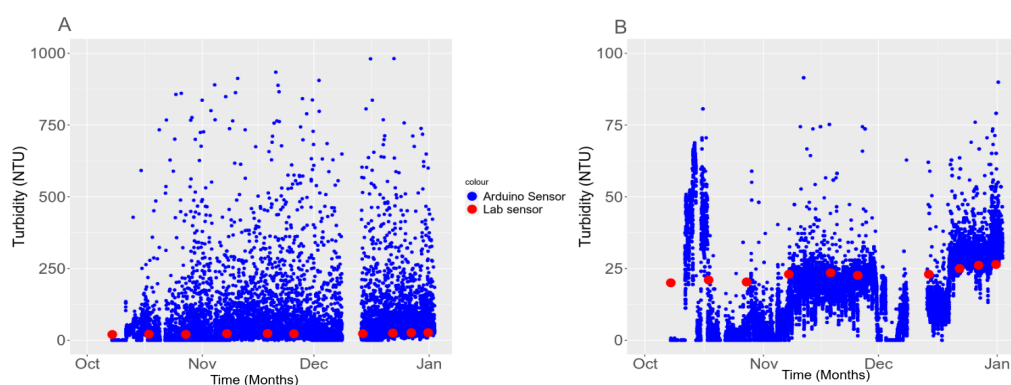 A
1000
750
500
250
0
Turbidity (NTU)
Oct
Nov
Dec
Jan
Time (Months)
colour
Arduino Sensor
Lab sensor
B
100
75
50
25
0
Turbidity (NTU)
Oct
Nov
Dec
Jan
Time (Months)